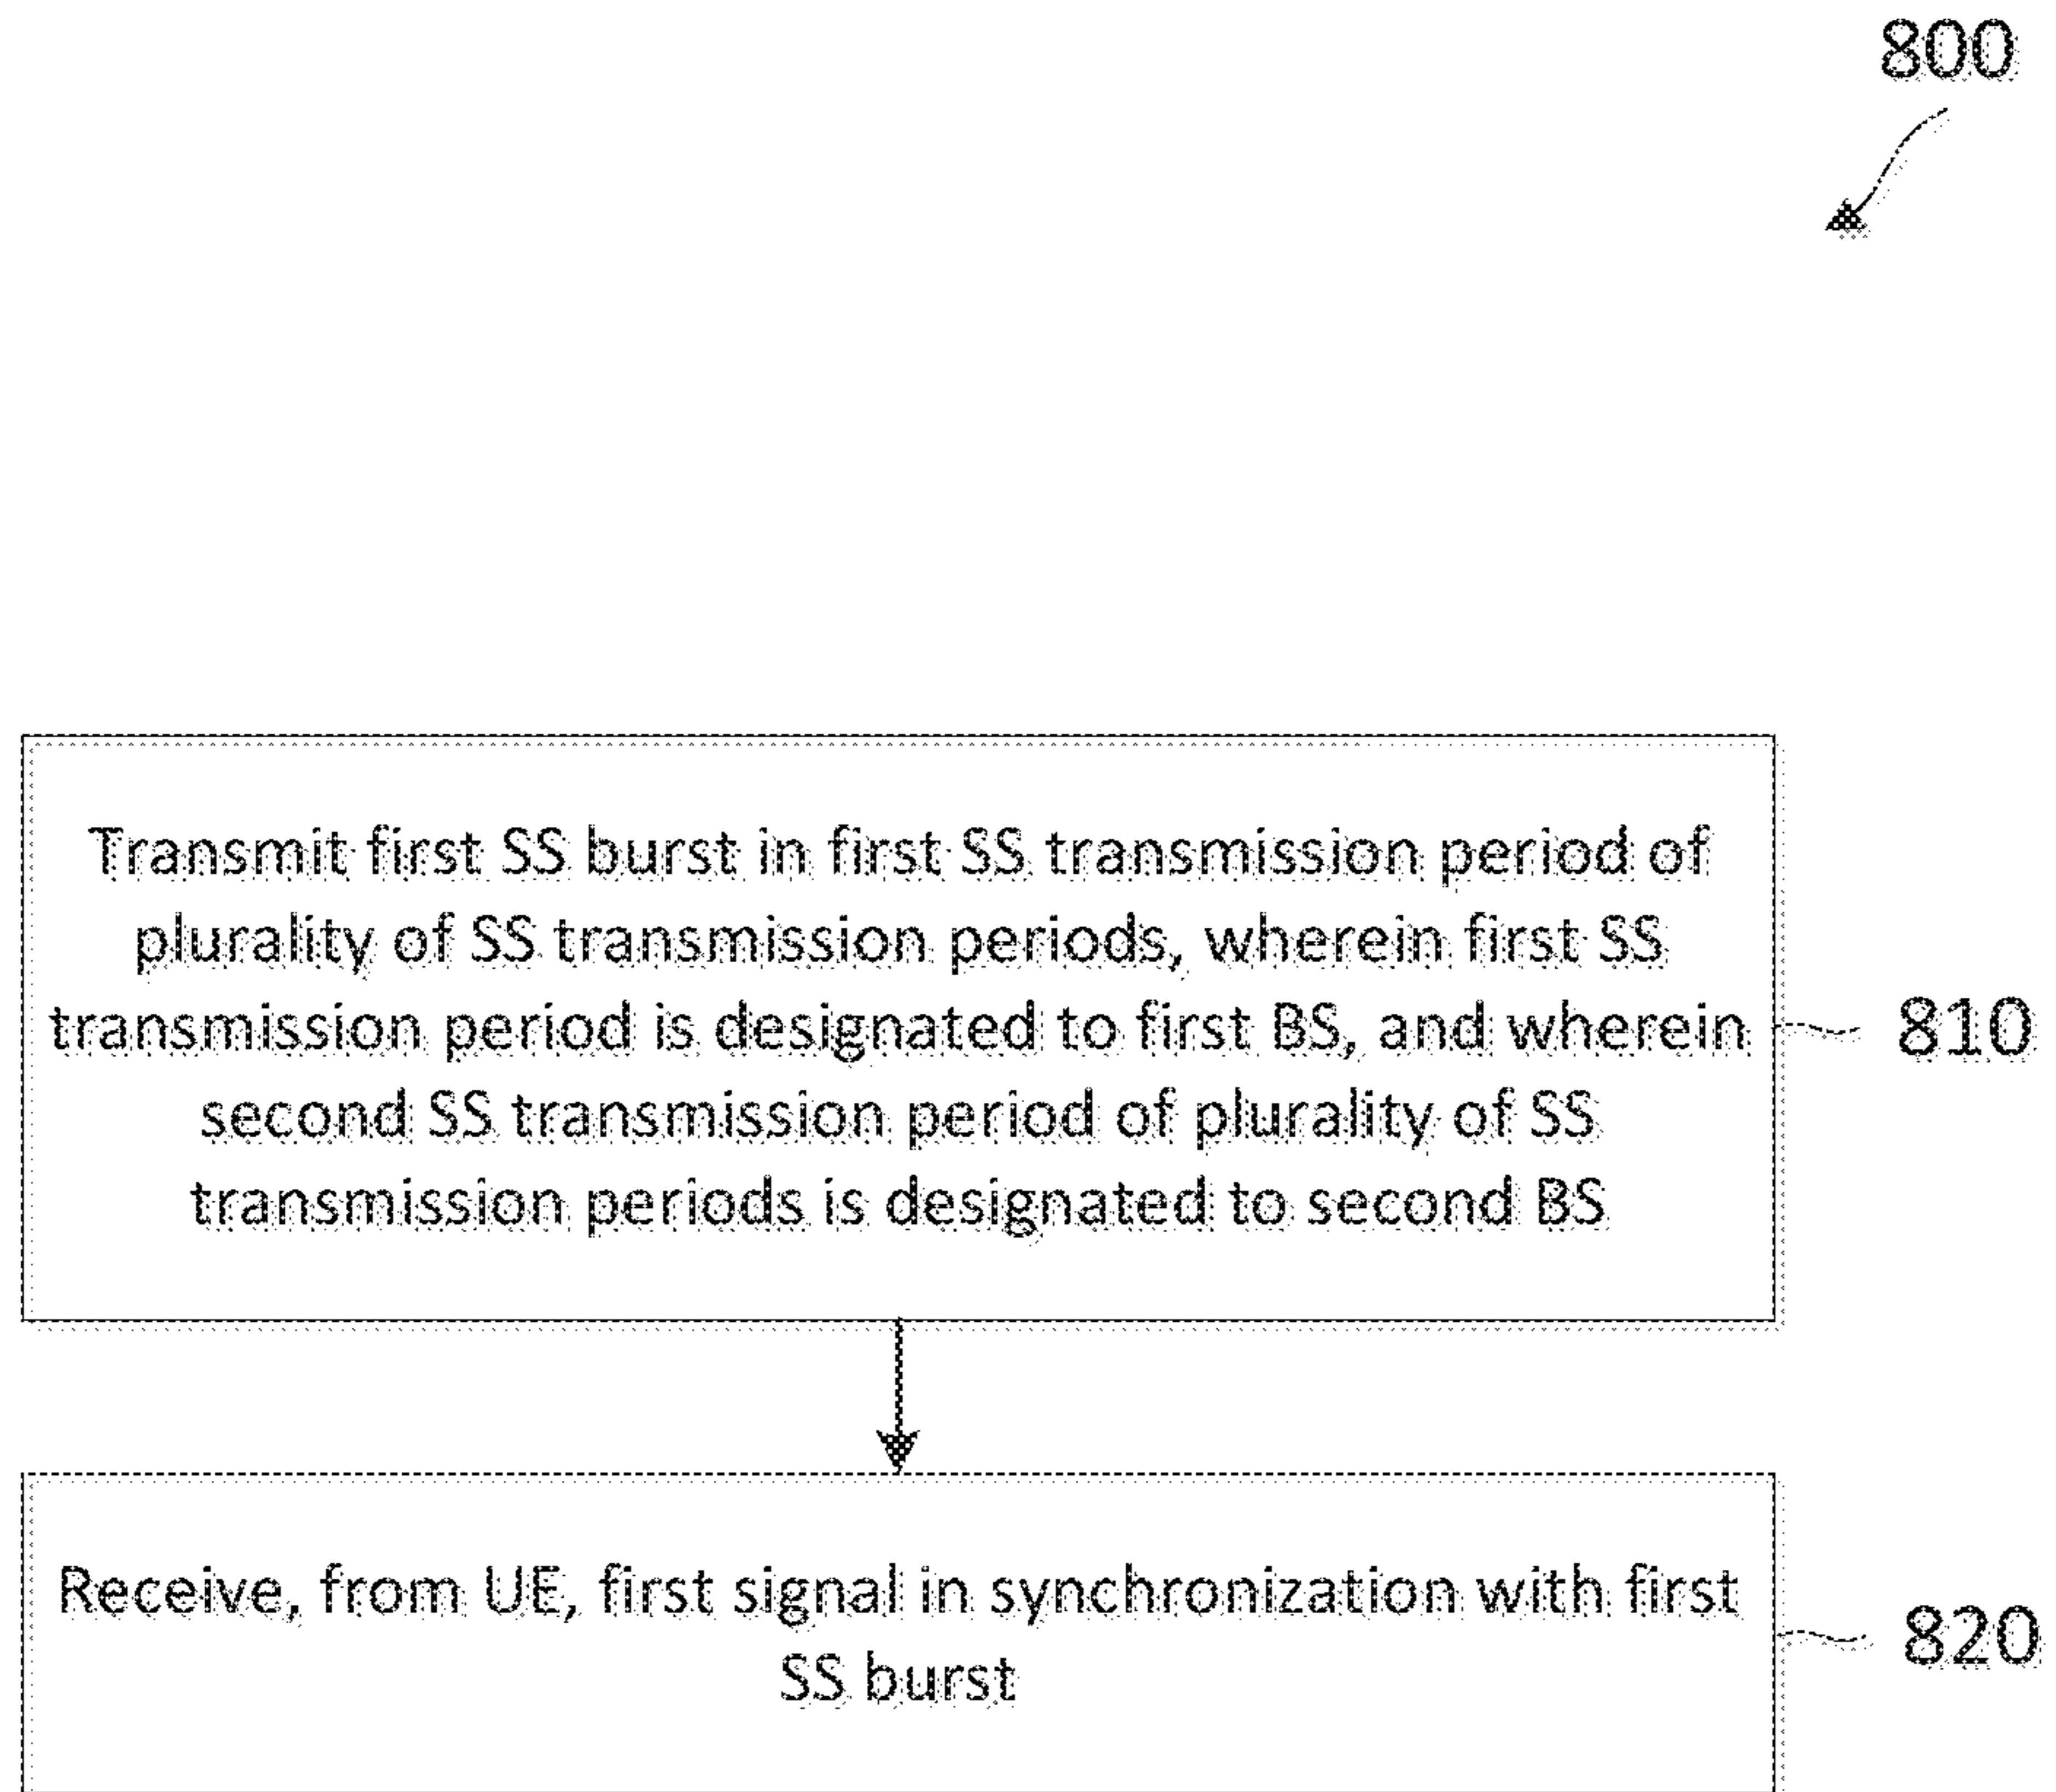 800
Transmit first SS burst in first SS transmission period of
plurality of SS transmission periods, wherein first SS
transmission period is designated to first BS, and wherein
second SS transmission period of plurality of SS
transmission periods is designated to second BS
810
Receive, from UE, first signal in synchronization with first
SS burst
820